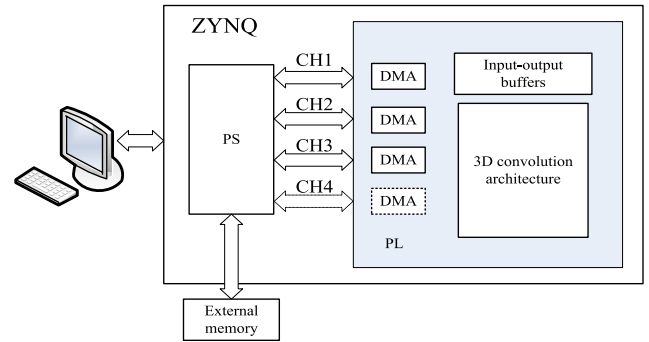 ZYNQ
CH1
CH2
CH3
CH4
PS
DMA
DMA
DMA
DMA
Input-output
buffers
3D convolution
architecture
PL
External
memory